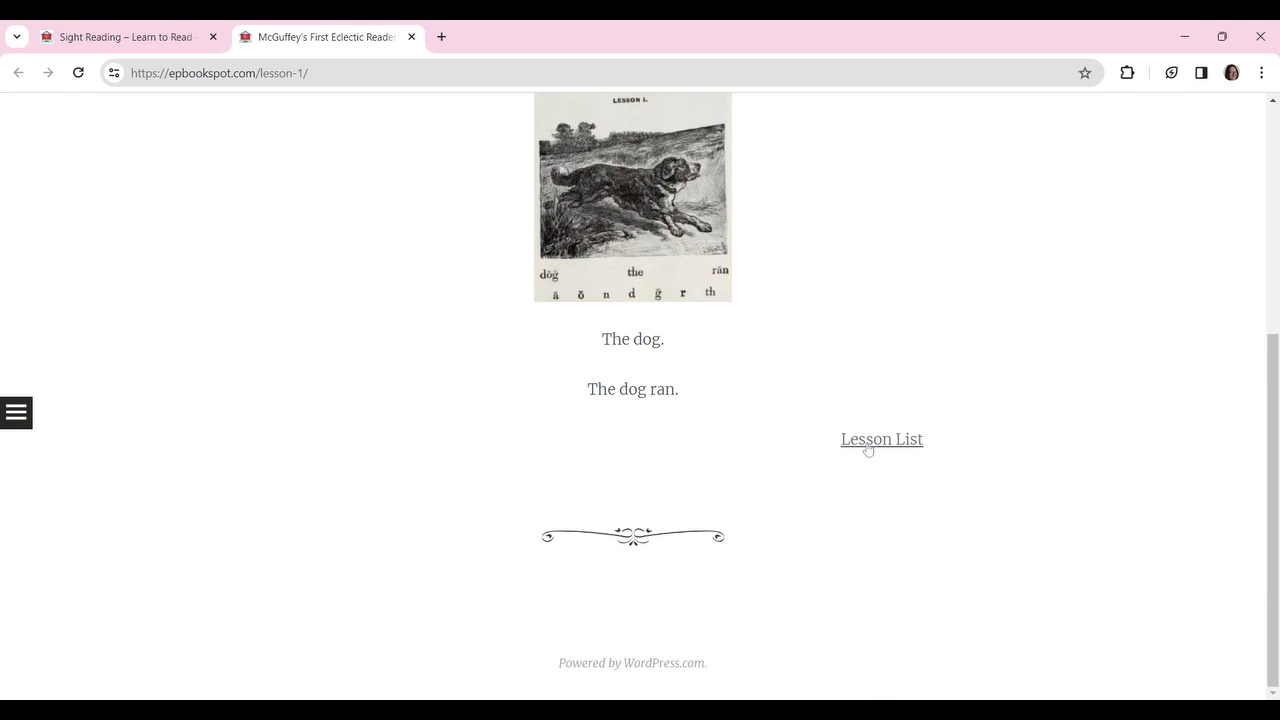 Sight Reading – Learn to Read -
McGuffey's First Eclectic Reader
https://epbookspot.com/lesson-1/
LESSON I.
dŏg the răn
ă ŏ n d g r th
The dog.
The dog ran.
Lesson List
Powered by WordPress.com.